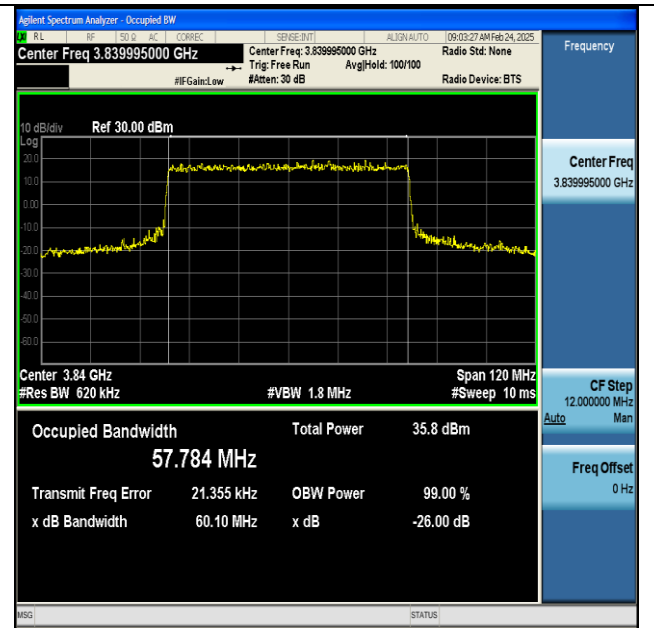 Agilent Spectrum Analyzer - Occupied BW
RL RF 50 Ω AC CORREC SENSE:INT ALIGN AUTO 09:03:27 AM Feb 24, 2025
Center Freq 3.839995000 GHz Center Freq: 3.839995000 GHz Radio Std: None Frequency
Trig: Free Run Avg|Hold: 100/100
#IFGain:Low #Atten: 30 dB Radio Device: BTS
10 dB/div Ref 30.00 dBm
Log
20.0
10.0
0.00
-10.0
-20.0
-30.0
-40.0
-50.0
-60.0
Center Freq
3.839995000 GHz
Center 3.84 GHz Span 120 MHz
#Res BW 620 kHz #VBW 1.8 MHz #Sweep 10 ms
CF Step
12.000000 MHz
Auto Man
Occupied Bandwidth Total Power 35.8 dBm
57.784 MHz
Transmit Freq Error 21.355 kHz OBW Power 99.00 %
x dB Bandwidth 60.10 MHz x dB -26.00 dB
Freq Offset
0 Hz
MSG STATUS